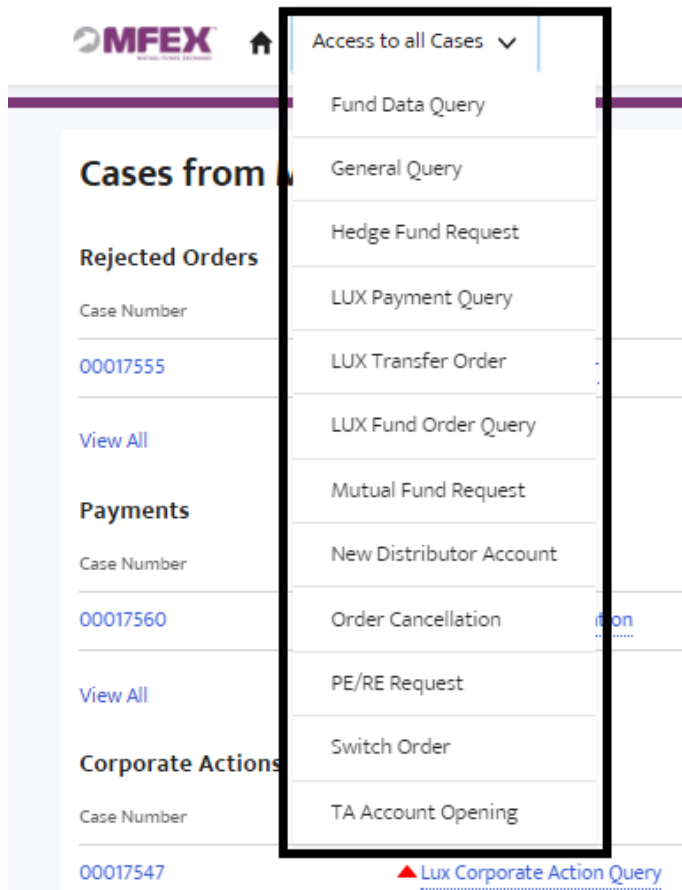 MFEX
MUTUAL FUNDS EXCHANGE
Access to all Cases
Fund Data Query
General Query
Hedge Fund Request
LUX Payment Query
LUX Transfer Order
LUX Fund Order Query
Mutual Fund Request
New Distributor Account
Order Cancellation
PE/RE Request
Switch Order
TA Account Opening
Cases from
Rejected Orders
Case Number
00017555
View All
Payments
Case Number
00017560
View All
Corporate Actions
Case Number
00017547
Lux Corporate Action Query